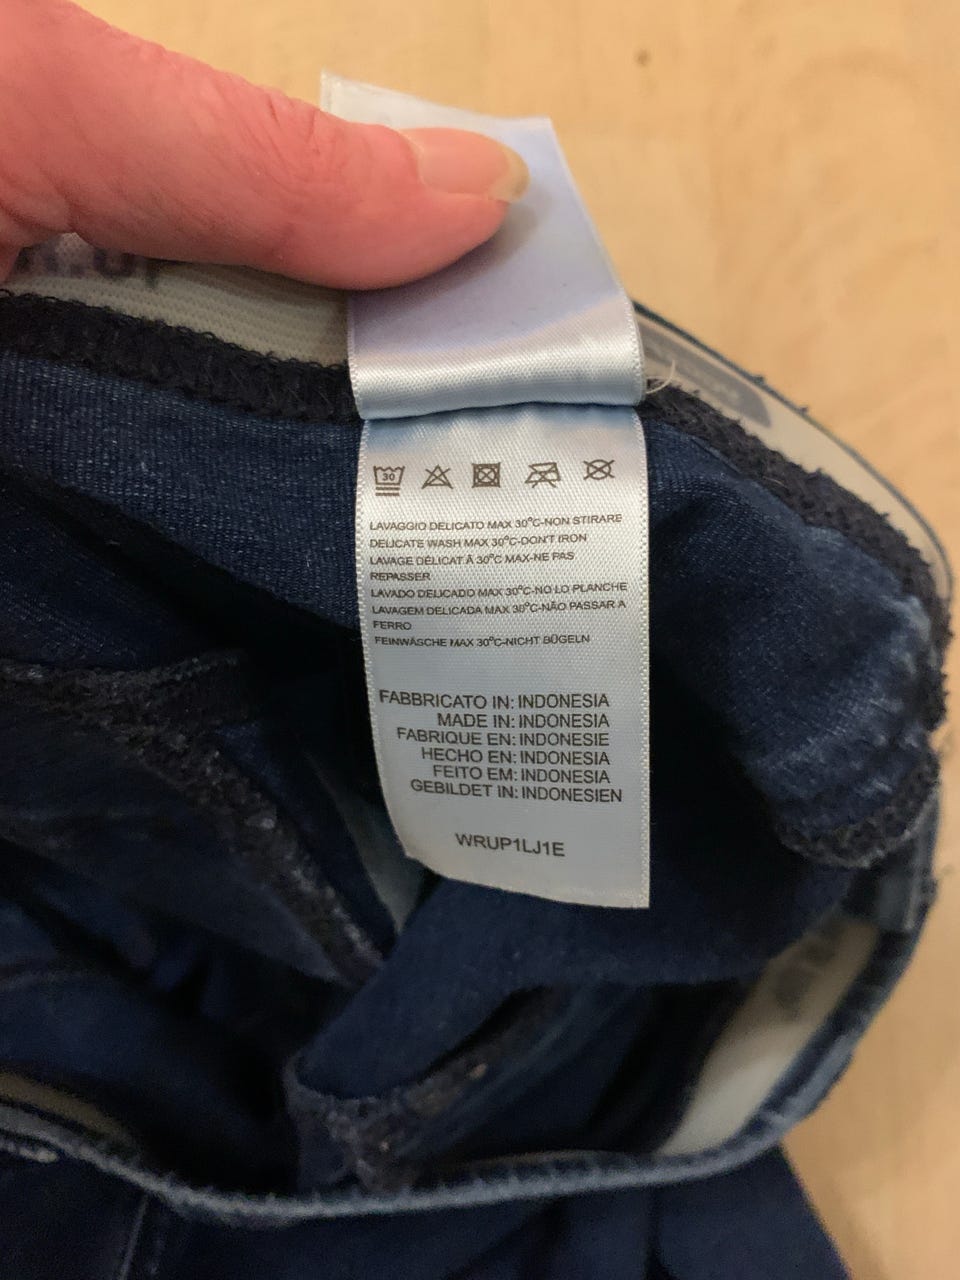 30
LAVAGGIO DELICATO MAX 30°C-NON STIRARE
DELICATE WASH MAX 30°C-DON'T IRON
LAVAGE DÉLICAT À 30°C MAX-NE PAS
REPASSER
LAVADO DELICADO MAX 30°C-NO LO PLANCHE
LAVAGEM DELICADA MAX 30°C-NÃO PASSAR A
FERRO
FEINWÄSCHE MAX 30°C-NICHT BÜGELN
FABBRICATO IN: INDONESIA
MADE IN: INDONESIA
FABRIQUE EN: INDONESIE
HECHO EN: INDONESIA
FEITO EM: INDONESIA
GEBILDET IN: INDONESIEN
WRUP1LJ1E